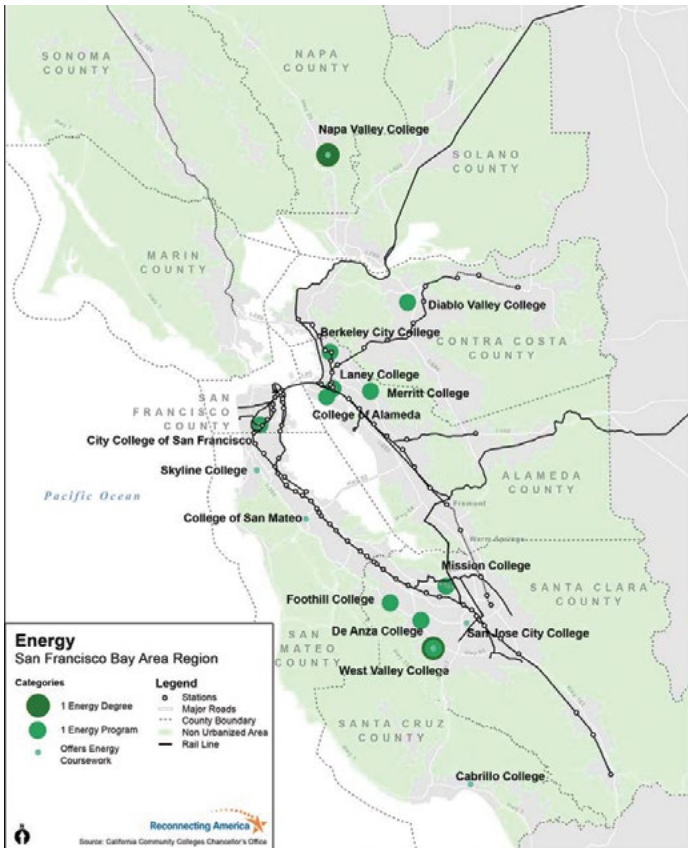 SONOMA
COUNTY
NAPA
COUNTY
Napa Valley College
SOLANO
COUNTY
MARIN
COUNTY
Diablo Valley College
Berkeley City College
CONTRA COSTA
COUNTY
Laney College
Merritt College
SAN
FRANCISCO
COUNTY
College of Alameda
City College of San Francisco
Skyline College
ALAMEDA
COUNTY
Pacific Ocean
College of San Mateo
Fremont
Warm Springs
Mission College
SANTA CLARA
COUNTY
Foothill College
De Anza College
San Jose City College
SAN
MATEO
COUNTY
West Valley College
SANTA CRUZ
COUNTY
Cabrillo College
Energy
San Francisco Bay Area Region
Categories
1 Energy Degree
1 Energy Program
Offers Energy
Coursework
Legend
Stations
Major Roads
County Boundary
Non Urbanized Area
Rail Line
Reconnecting America
Source: California Community Colleges Chancellor's Office